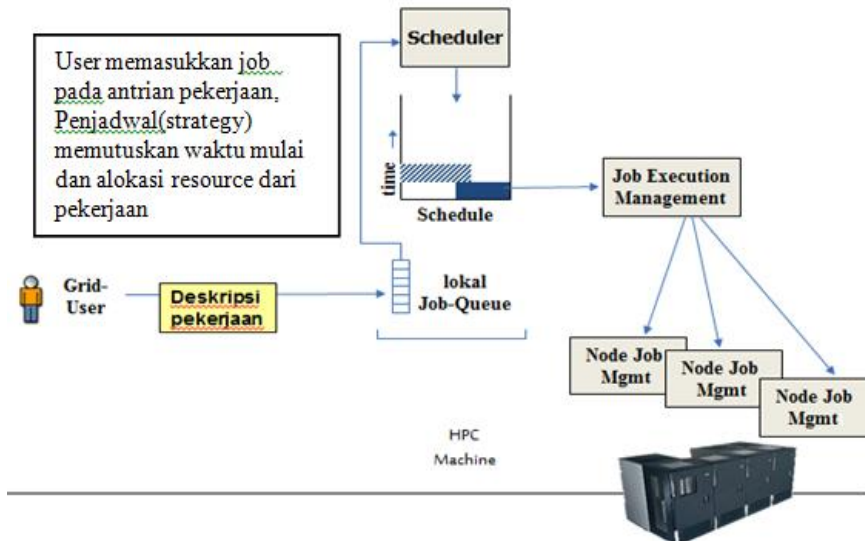 User memasukkan job
pada antrian pekerjaan,
Penjadwal(strategy)
memutuskan waktu mulai
dan alokasi resource dari
pekerjaan
Scheduler
time
Schedule
Job Execution
Management
Grid-
User
Deskripsi
pekerjaan
lokal
Job-Queue
Node Job
Mgmt
Node Job
Mgmt
Node Job
Mgmt
HPC
Machine